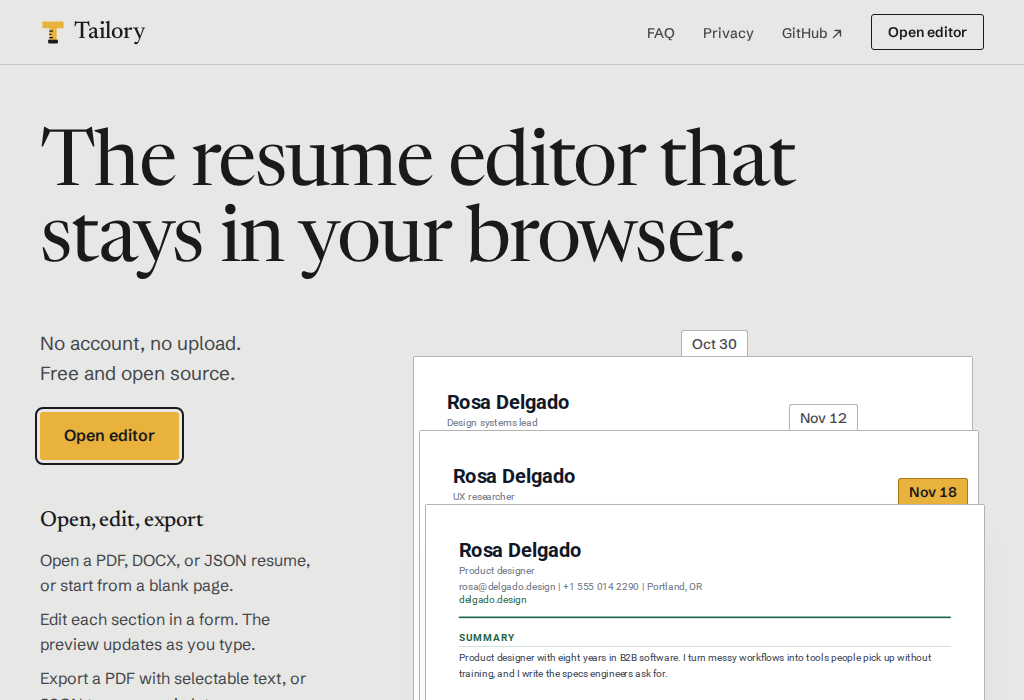 Tailory
FAQ
Privacy
GitHub ↗
Open editor
The resume editor that
stays in your browser.
No account, no upload.
Free and open source.
Open editor
Open, edit, export
Open a PDF, DOCX, or JSON resume,
or start from a blank page.
Edit each section in a form. The
preview updates as you type.
Export a PDF with selectable text, or
Oct 30
Rosa Delgado
Design systems lead
Nov 12
Rosa Delgado
UX researcher
Nov 18
Rosa Delgado
Product designer
rosa@delgado.design | +1 555 014 2290 | Portland, OR
delgado.design
SUMMARY
Product designer with eight years in B2B software. I turn messy workflows into tools people pick up without
training, and I write the specs engineers ask for.